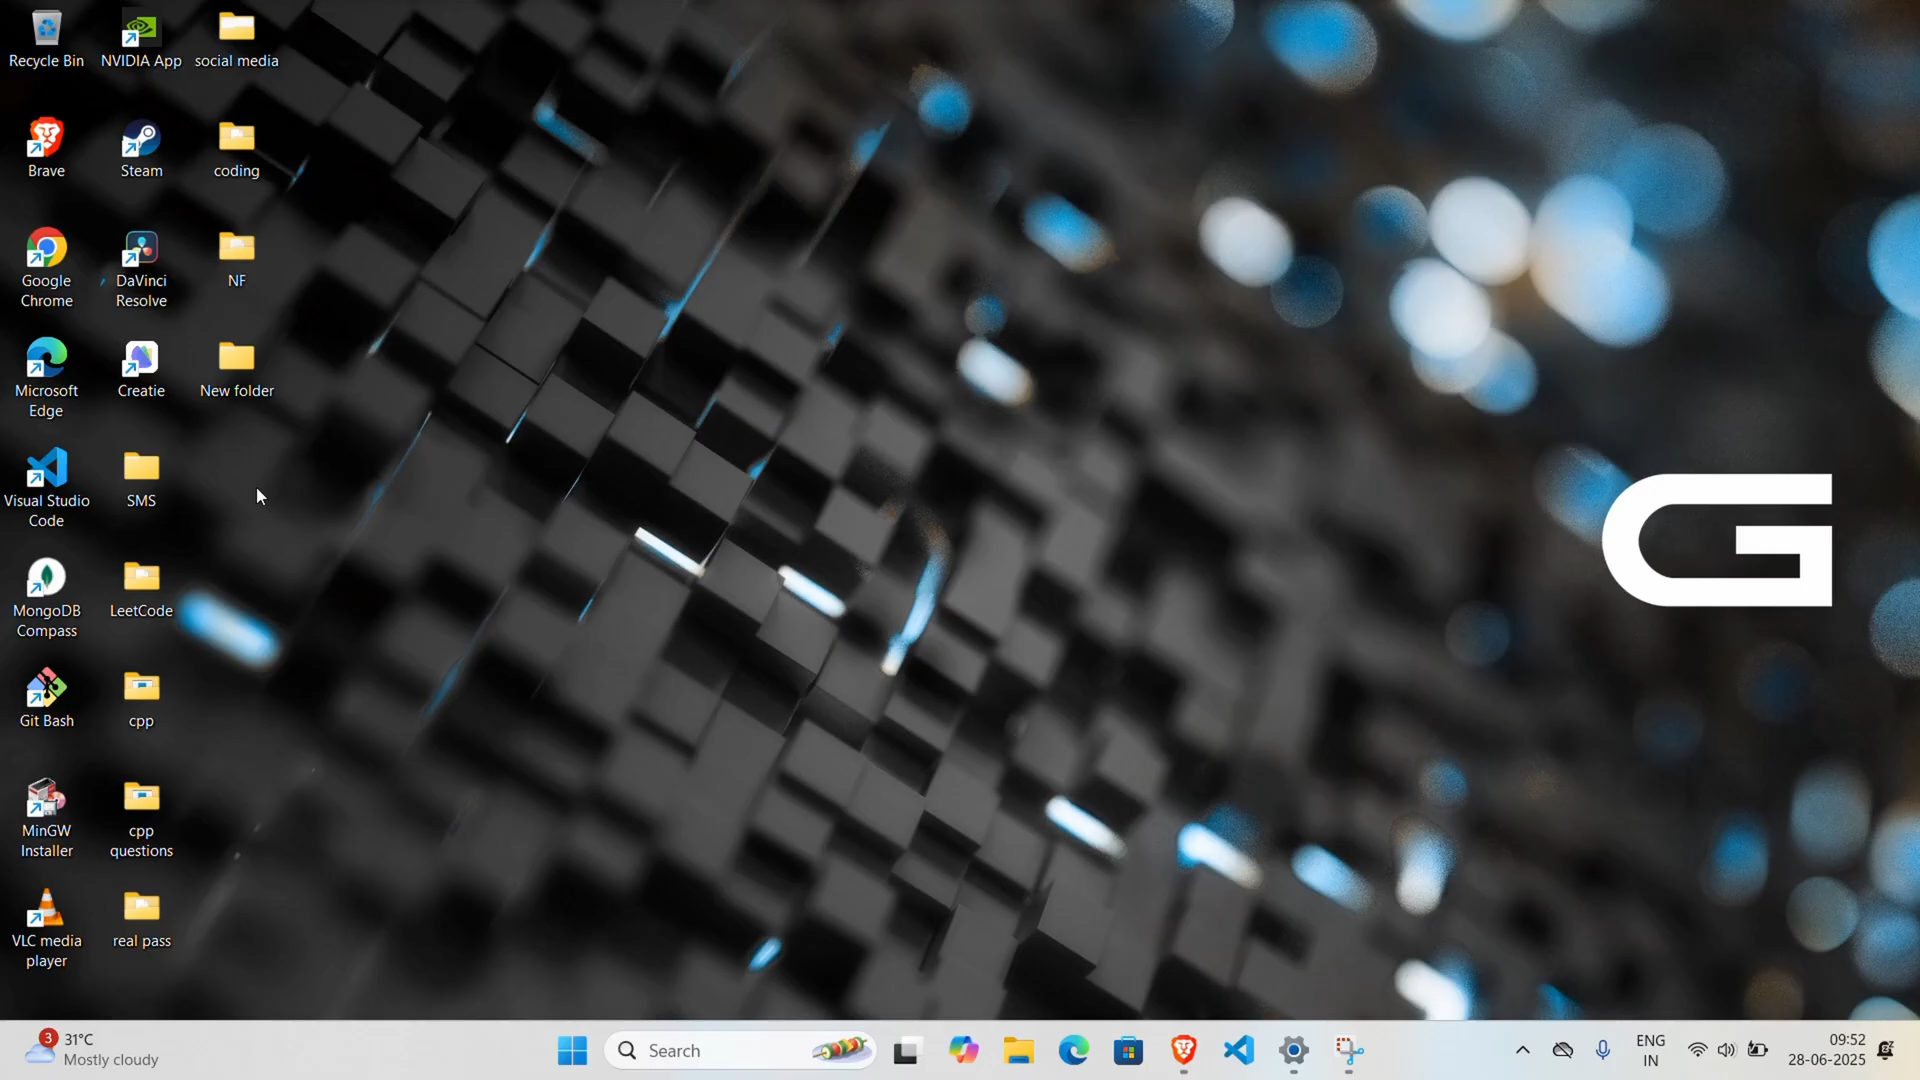 Recycle Bin
NVIDIA App
social media
Brave
Steam
coding
Google
Chrome
DaVinci
Resolve
NF
Microsoft
Edge
Creatie
New folder
Visual Studio
Code
SMS
MongoDB
Compass
LeetCode
Git Bash
cpp
MinGW
Installer
cpp
questions
VLC media
player
real pass
G
3
31°C
Mostly cloudy
Search
ENG
IN
09:52
28-06-2025